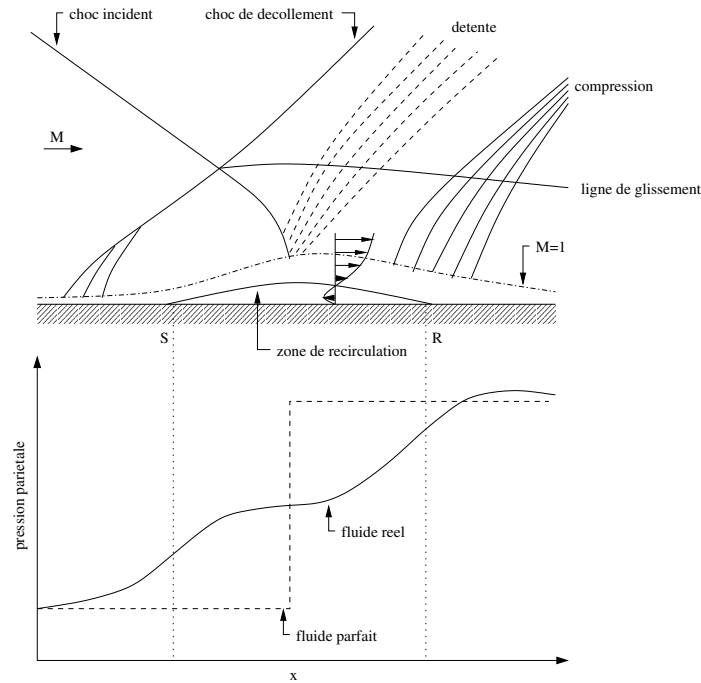 choc incident
choc de decollement
detente
compression
M
ligne de glissement
M=1
S
R
zone de recirculation
pression parietale
fluide reel
fluide parfait
x